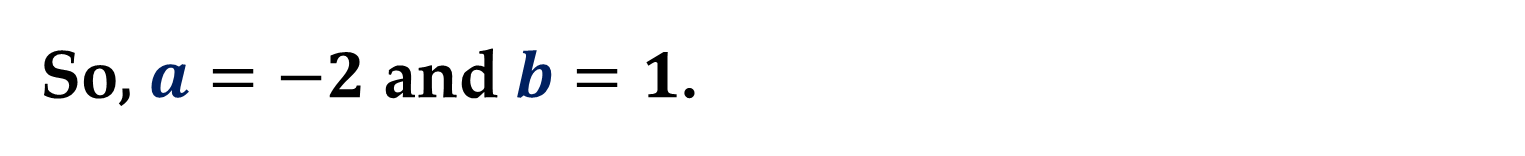 So, a = −2 and b = 1.